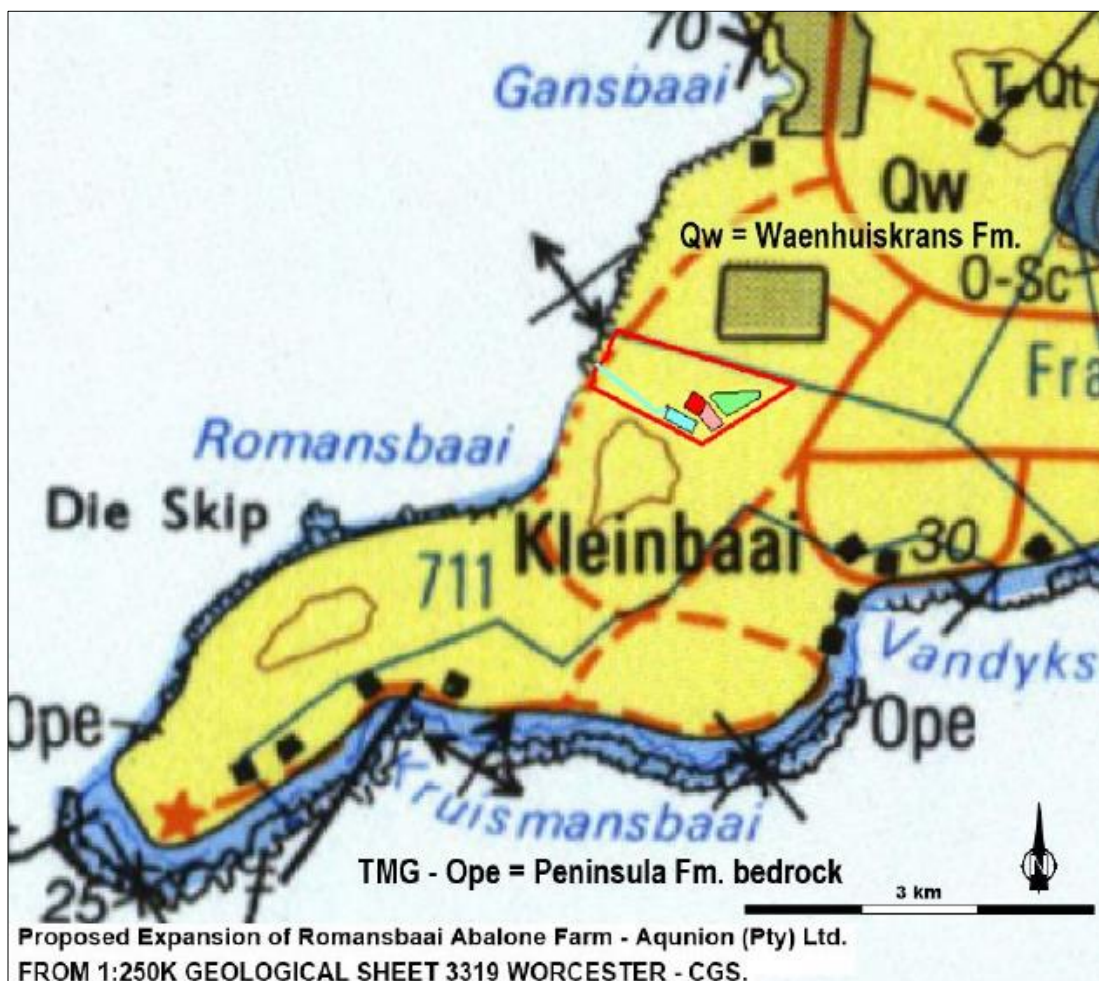 70
Gansbaai
T-Qt
Qw
Qw = Waenhuiskrans Fm.
O-Sc
Fra
Romansbaai
Die Skip
Kleinbaai
30
711
Vandyks
Ope
Ope
Kruismansbaai
N
TMG - Ope = Peninsula Fm. bedrock
3 km
25
Proposed Expansion of Romansbaai Abalone Farm - Aqunion (Pty) Ltd.
FROM 1:250K GEOLOGICAL SHEET 3319 WORCESTER - CGS.